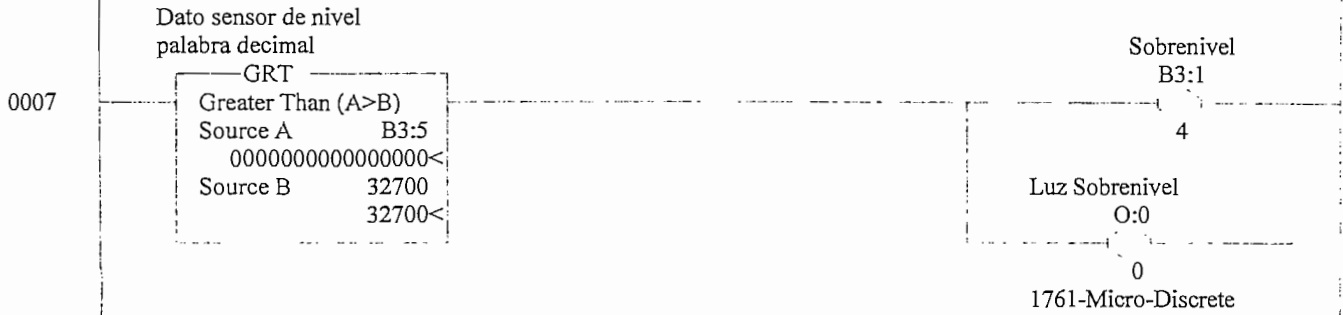 Dato sensor de nivel
palabra decimal
GRT
Greater Than (A>B)
Source A B3:5
0000000000000000<
Source B 32700
32700<
0007
Sobrenivel
B3:1
4
Luz Sobrenivel
O:0
0
1761-Micro-Discrete